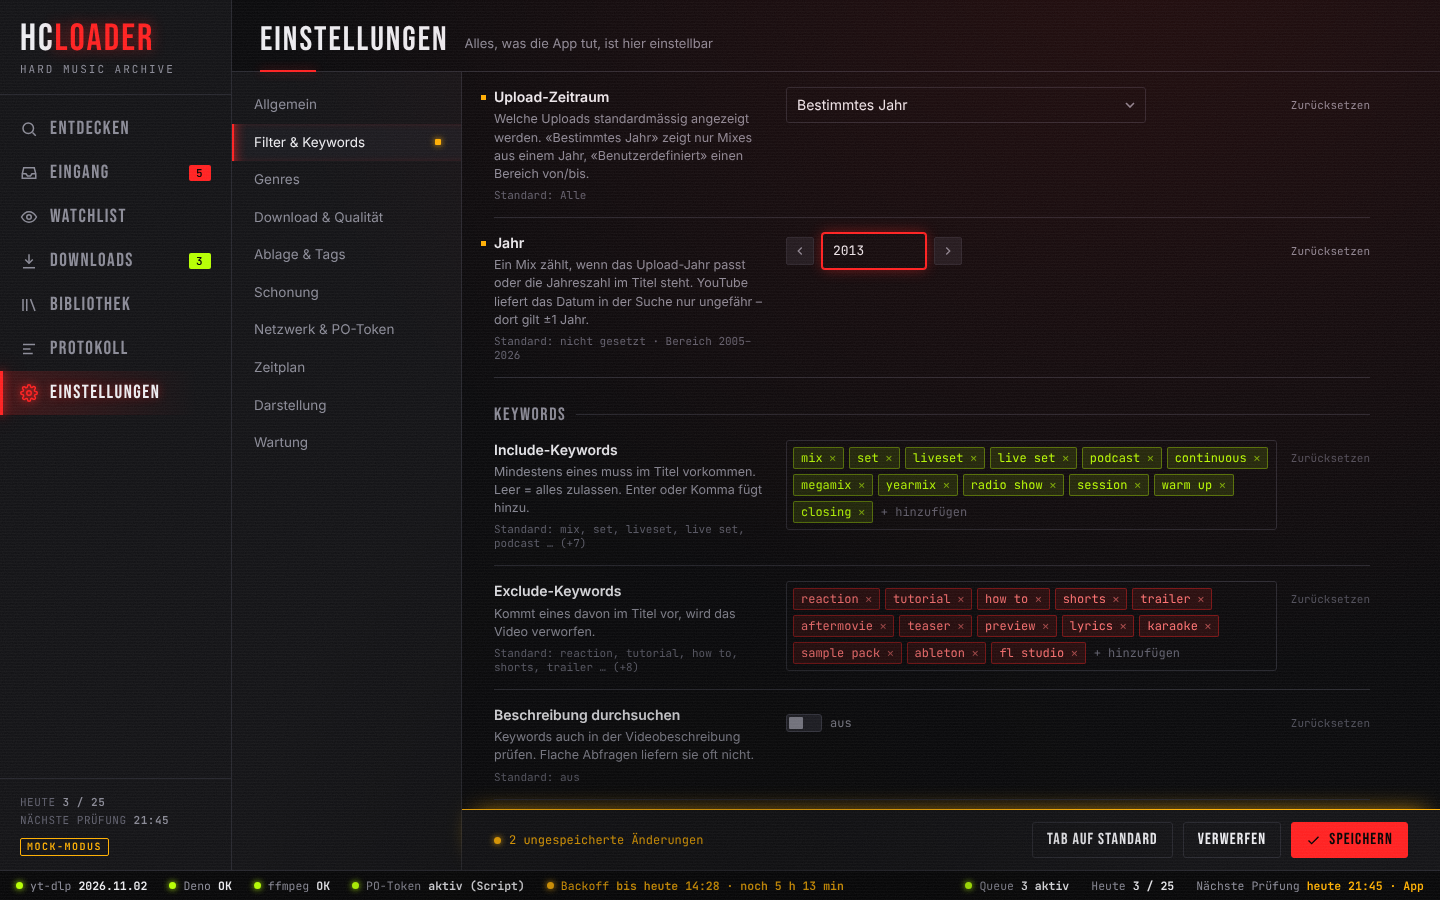 HCLOADER
HARD MUSIC ARCHIVE
ENTDECKEN
EINGANG 5
WATCHLIST
DOWNLOADS 3
BIBLIOTHEK
PROTOKOLL
EINSTELLUNGEN
HEUTE 3 / 25
NÄCHSTE PRÜFUNG 21:45
MOCK-MODUS
EINSTELLUNGEN Alles, was die App tut, ist hier einstellbar
Allgemein
Filter & Keywords
Genres
Download & Qualität
Ablage & Tags
Schonung
Netzwerk & PO-Token
Zeitplan
Darstellung
Wartung
Upload-Zeitraum
Welche Uploads standardmässig angezeigt
werden. «Bestimmtes Jahr» zeigt nur Mixes
aus einem Jahr, «Benutzerdefiniert» einen
Bereich von/bis.
Standard: Alle
Bestimmtes Jahr
Zurücksetzen
Jahr
Ein Mix zählt, wenn das Upload-Jahr passt
oder die Jahreszahl im Titel steht. YouTube
liefert das Datum in der Suche nur ungefähr –
dort gilt ±1 Jahr.
Standard: nicht gesetzt · Bereich 2005–
2026
2013
Zurücksetzen
KEYWORDS
Include-Keywords
Mindestens eines muss im Titel vorkommen.
Leer = alles zulassen. Enter oder Komma fügt
hinzu.
Standard: mix, set, liveset, live set,
podcast … (+7)
mix × set × liveset × live set × podcast × continuous ×
megamix × yearmix × radio show × session × warm up ×
closing × + hinzufügen
Zurücksetzen
Exclude-Keywords
Kommt eines davon im Titel vor, wird das
Video verworfen.
Standard: reaction, tutorial, how to,
shorts, trailer … (+8)
reaction × tutorial × how to × shorts × trailer ×
aftermovie × teaser × preview × lyrics × karaoke ×
sample pack × ableton × fl studio × + hinzufügen
Zurücksetzen
Beschreibung durchsuchen
Keywords auch in der Videobeschreibung
prüfen. Flache Abfragen liefern sie oft nicht.
Standard: aus
aus
Zurücksetzen
2 ungespeicherte Änderungen
TAB AUF STANDARD
VERWERFEN
SPEICHERN
yt-dlp 2026.11.02 Deno OK ffmpeg OK PO-Token aktiv (Script) Backoff bis heute 14:28 · noch 5 h 13 min Queue 3 aktiv Heute 3 / 25 Nächste Prüfung heute 21:45 · App